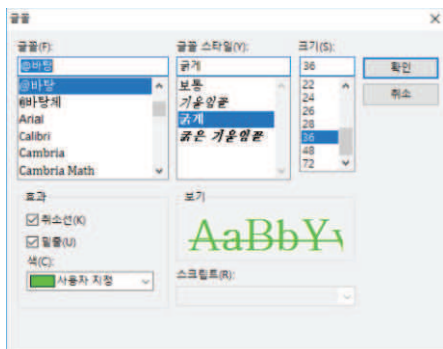 글꼴
글꼴(F):
@바탕
@바탕
@바탕체
Arial
Calibri
Cambria
Cambria Math
글꼴 스타일(Y):
굵게
보통
기울임꼴
굵게
굵은 기울임꼴
크기(S):
36
22
24
26
28
36
48
72
확인
취소
효과
취소선(K)
밑줄(U)
색(C):
사용자 지정
보기
AaBbYy
스크립트(R):